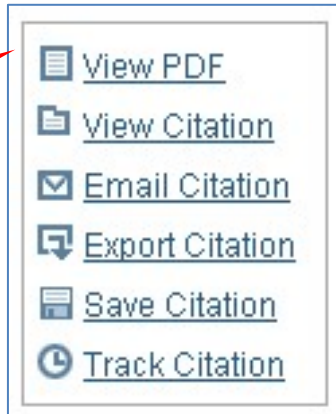 View PDF
View Citation
Email Citation
Export Citation
Save Citation
Track Citation